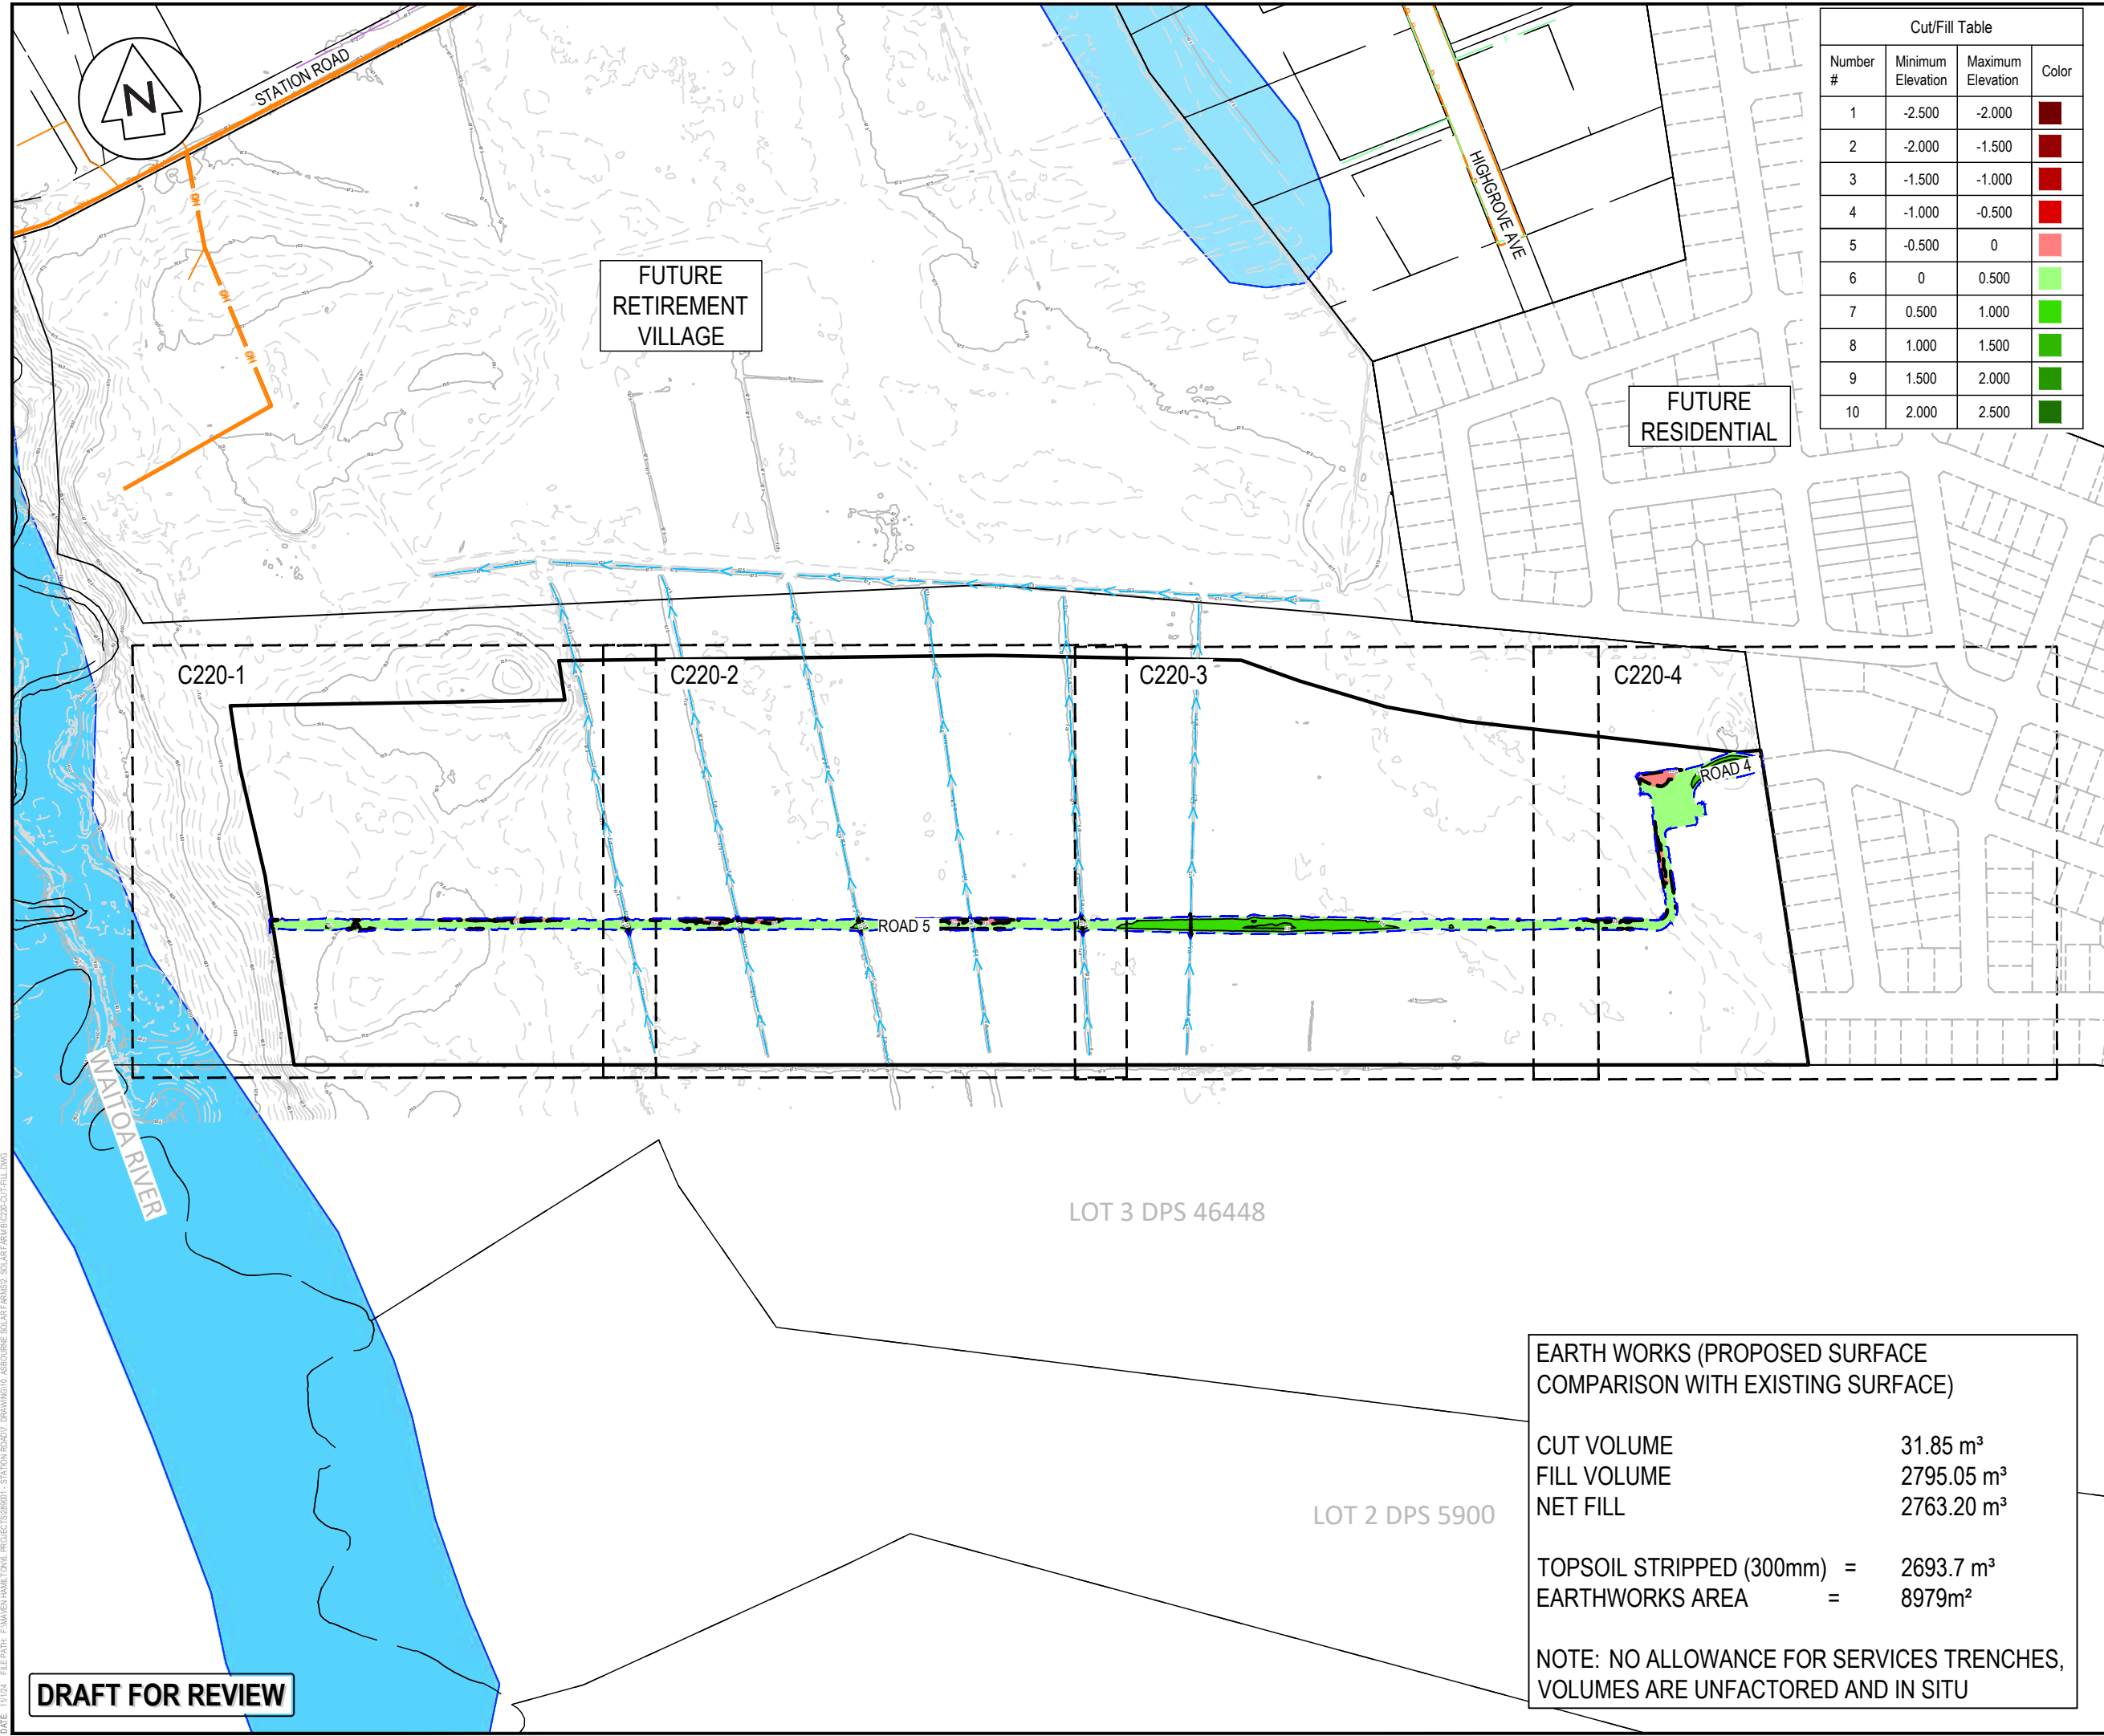 N
STATION ROAD
OH
OH
OH
HIGHGROVE AVE
FUTURE
RETIREMENT
VILLAGE
FUTURE
RESIDENTIAL
Cut/Fill Table
Number # Minimum Elevation Maximum Elevation Color
1 -2.500 -2.000
2 -2.000 -1.500
3 -1.500 -1.000
4 -1.000 -0.500
5 -0.500 0
6 0 0.500
7 0.500 1.000
8 1.000 1.500
9 1.500 2.000
10 2.000 2.500
C220-1
C220-2
C220-3
C220-4
ROAD 4
ROAD 5
WAITOA RIVER
LOT 3 DPS 46448
LOT 2 DPS 5900
EARTH WORKS (PROPOSED SURFACE
COMPARISON WITH EXISTING SURFACE)
CUT VOLUME 31.85 m³
FILL VOLUME 2795.05 m³
NET FILL 2763.20 m³
TOPSOIL STRIPPED (300mm) = 2693.7 m³
EARTHWORKS AREA = 8979m²
NOTE: NO ALLOWANCE FOR SERVICES TRENCHES,
VOLUMES ARE UNFACTORED AND IN SITU
DRAFT FOR REVIEW